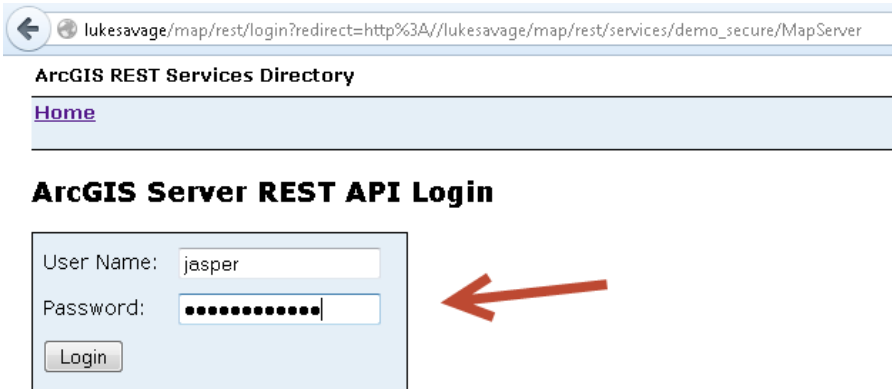 lukesavage/map/rest/login?redirect=http%3A//lukesavage/map/rest/services/demo_secure/MapServer
ArcGIS REST Services Directory
Home
ArcGIS Server REST API Login
User Name: jasper
Password: ●●●●●●●●●●●●
Login